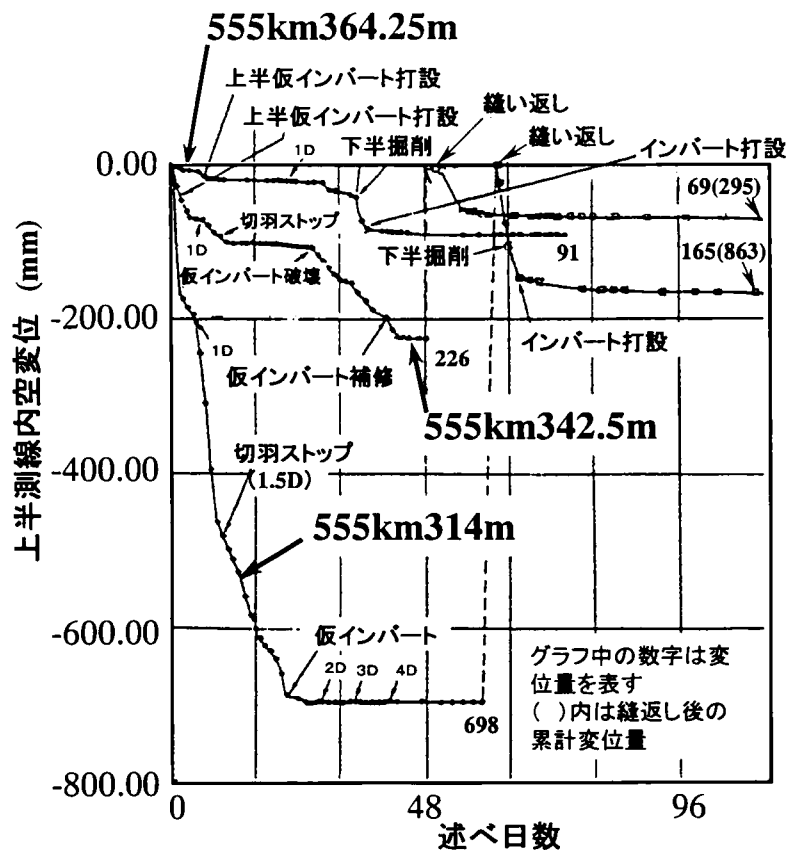 555km364.25m
上半仮インバート打設
上半仮インバート打設
縫い返し
縫い返し
1D
下半掘削
インバート打設
0.00
69(295)
1D
切羽ストップ
仮インバート破壊
下半掘削
91
165(863)
-200.00
1D
インバート打設
226
仮インバート補修
555km342.5m
-400.00
切羽ストップ
(1.5D)
555km314m
-600.00
仮インバート
2D
3D
4D
698
グラフ中の数字は変
位量を表す
( )内は縫返し後の
累計変位量
-800.00
0
48
96
述べ日数
上半測線内空変位 (mm)